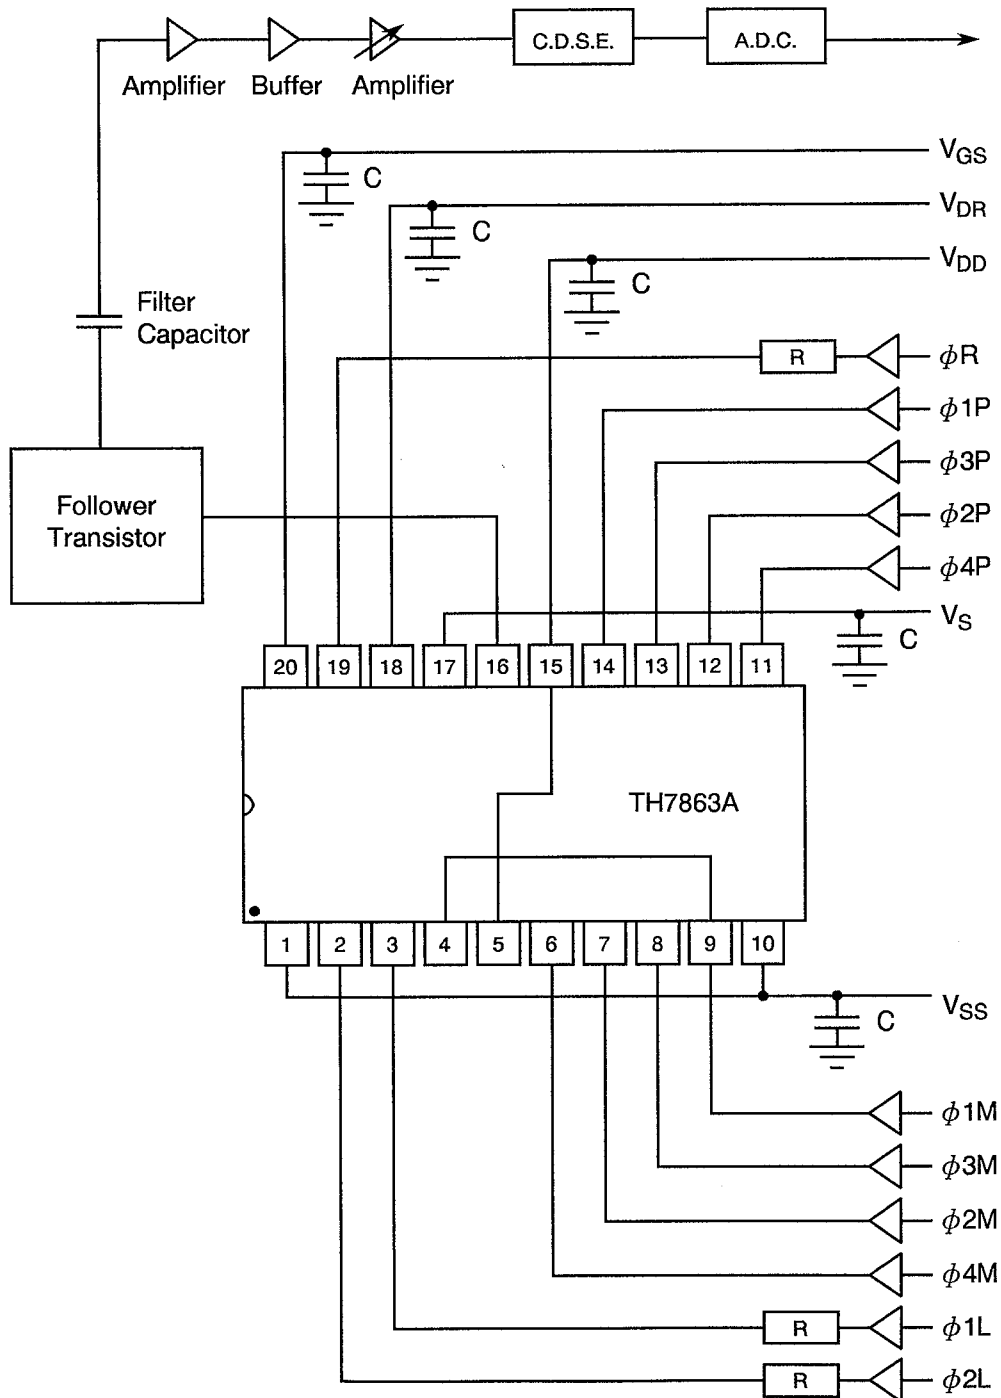 C.D.S.E.
A.D.C.
Amplifier
Buffer
Amplifier
VGS
C
VDR
C
VDD
C
Filter
Capacitor
R
ϕR
ϕ1P
ϕ3P
Follower
Transistor
ϕ2P
ϕ4P
VS
C
20
19
18
17
16
15
14
13
12
11
TH7863A
1
2
3
4
5
6
7
8
9
10
VSS
C
ϕ1M
ϕ3M
ϕ2M
ϕ4M
R
ϕ1L
R
ϕ2L